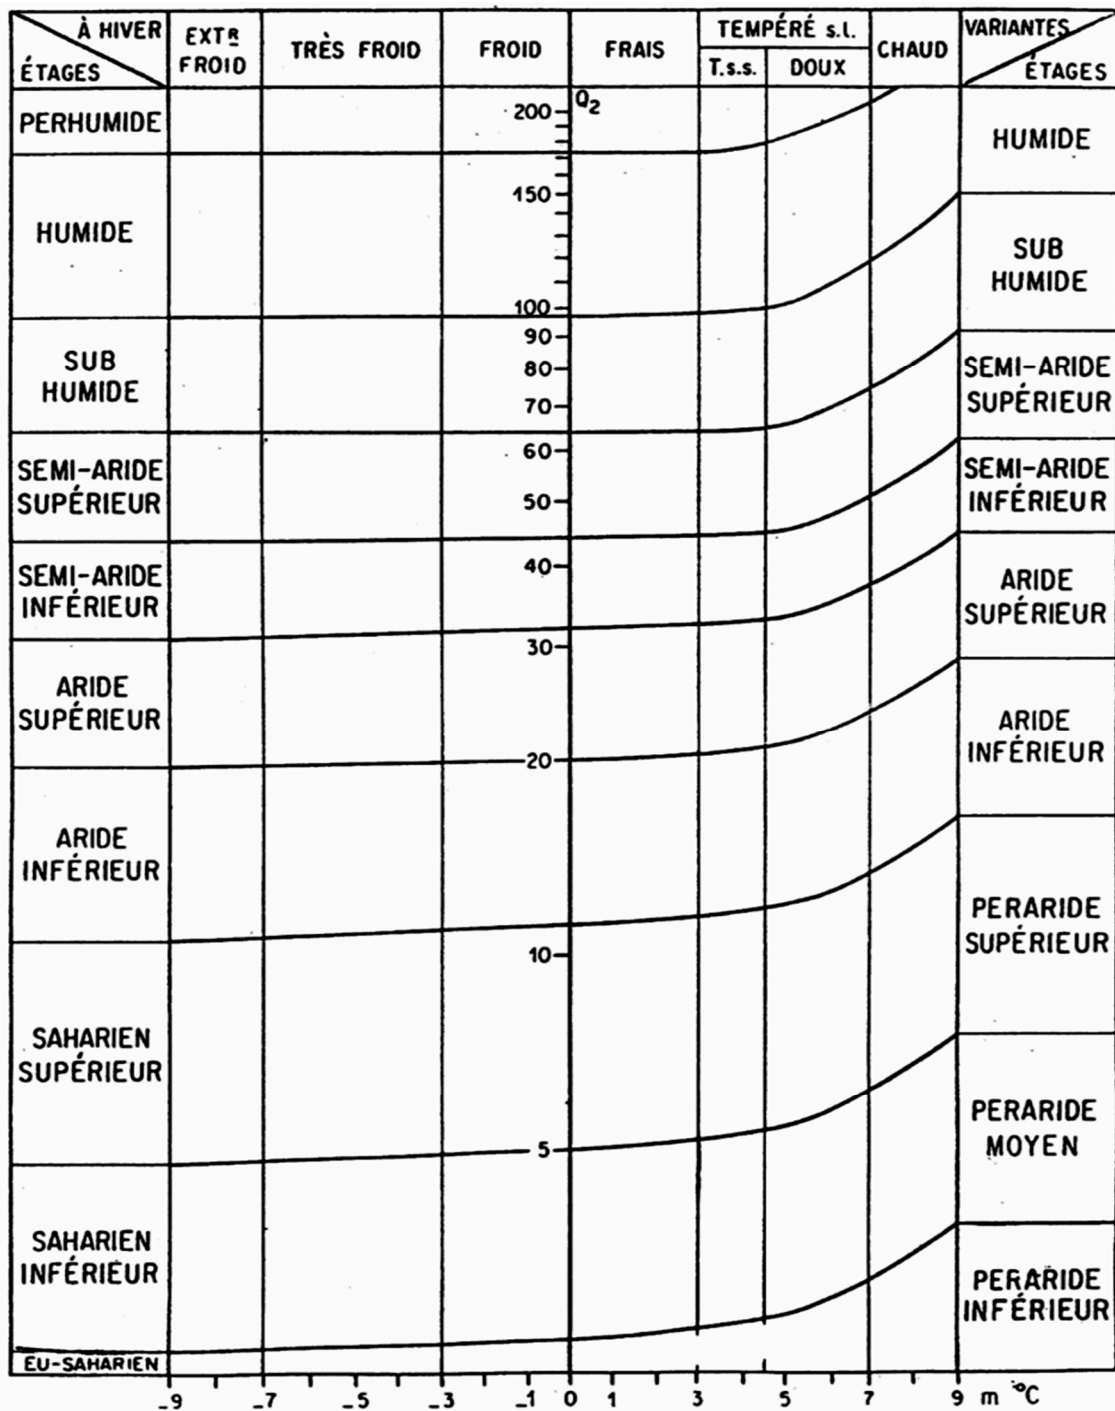 À HIVER
ÉTAGES
EXTR FROID
TRÈS FROID
FROID
FRAIS
TEMPÉRÉ s.l.
T.s.s.
DOUX
CHAUD
VARIANTES
ÉTAGES
PERHUMIDE
HUMIDE
SUB
HUMIDE
SEMI-ARIDE
SUPÉRIEUR
SEMI-ARIDE
INFÉRIEUR
ARIDE
SUPÉRIEUR
ARIDE
INFÉRIEUR
SAHARIEN
SUPÉRIEUR
SAHARIEN
INFÉRIEUR
EU-SAHARIEN
Q2
200
150
100
90
80
70
60
50
40
30
20
10
5
HUMIDE
SUB
HUMIDE
SEMI-ARIDE
SUPÉRIEUR
SEMI-ARIDE
INFÉRIEUR
ARIDE
SUPÉRIEUR
ARIDE
INFÉRIEUR
PERARIDE
SUPÉRIEUR
PERARIDE
MOYEN
PERARIDE
INFÉRIEUR
-9 -7 -5 -3 -1 0 1 3 5 7 9 m °C